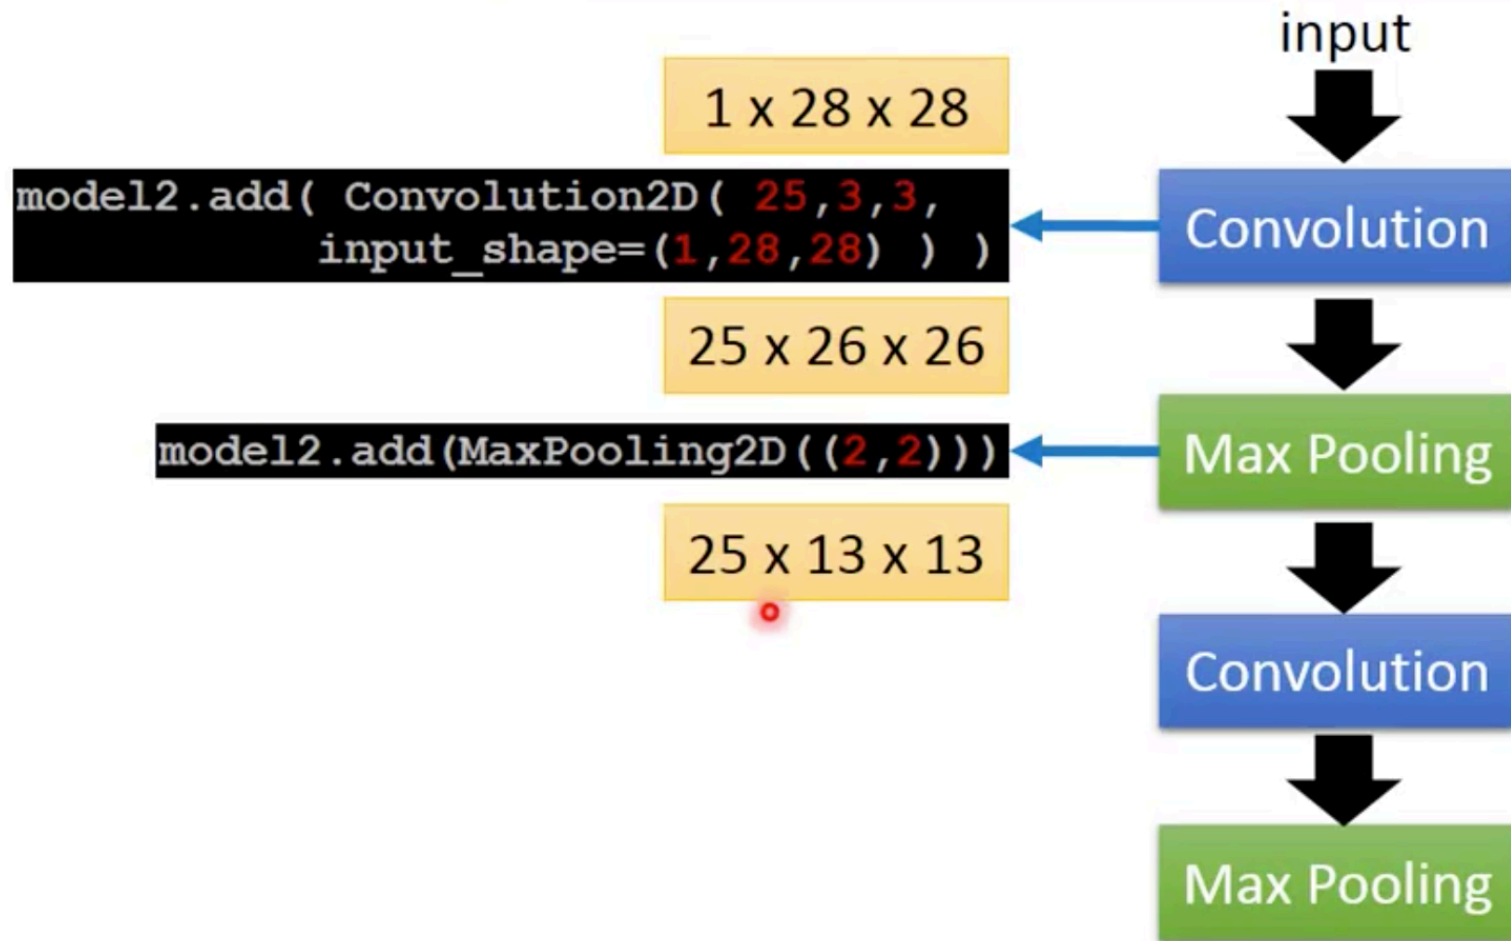 input
1 x 28 x 28
model2.add( Convolution2D( 25,3,3,
input_shape=(1,28,28) ) )
Convolution
25 x 26 x 26
model2.add(MaxPooling2D((2,2)))
Max Pooling
25 x 13 x 13
Convolution
Max Pooling